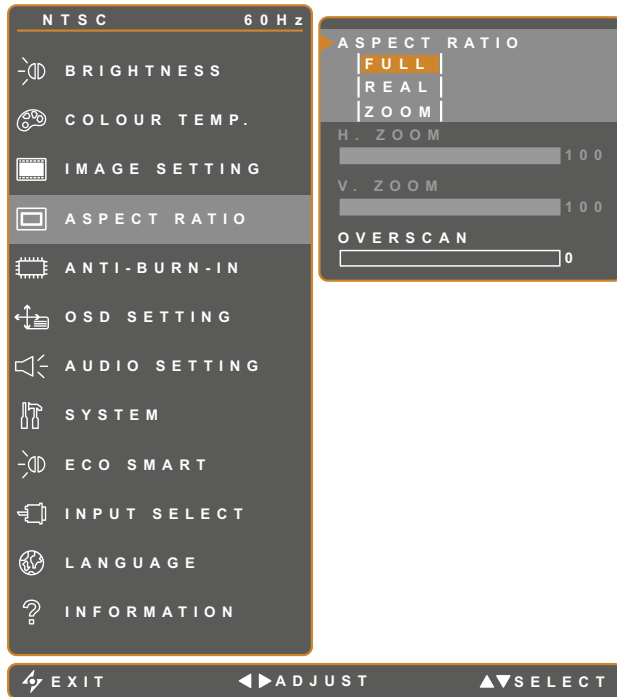 NTSC 60Hz
BRIGHTNESS
COLOUR TEMP.
IMAGE SETTING
ASPECT RATIO
ANTI-BURN-IN
OSD SETTING
AUDIO SETTING
SYSTEM
ECO SMART
INPUT SELECT
LANGUAGE
INFORMATION
ASPECT RATIO
FULL
REAL
ZOOM
H. ZOOM
100
V. ZOOM
100
OVERSCAN
0
EXIT ADJUST SELECT